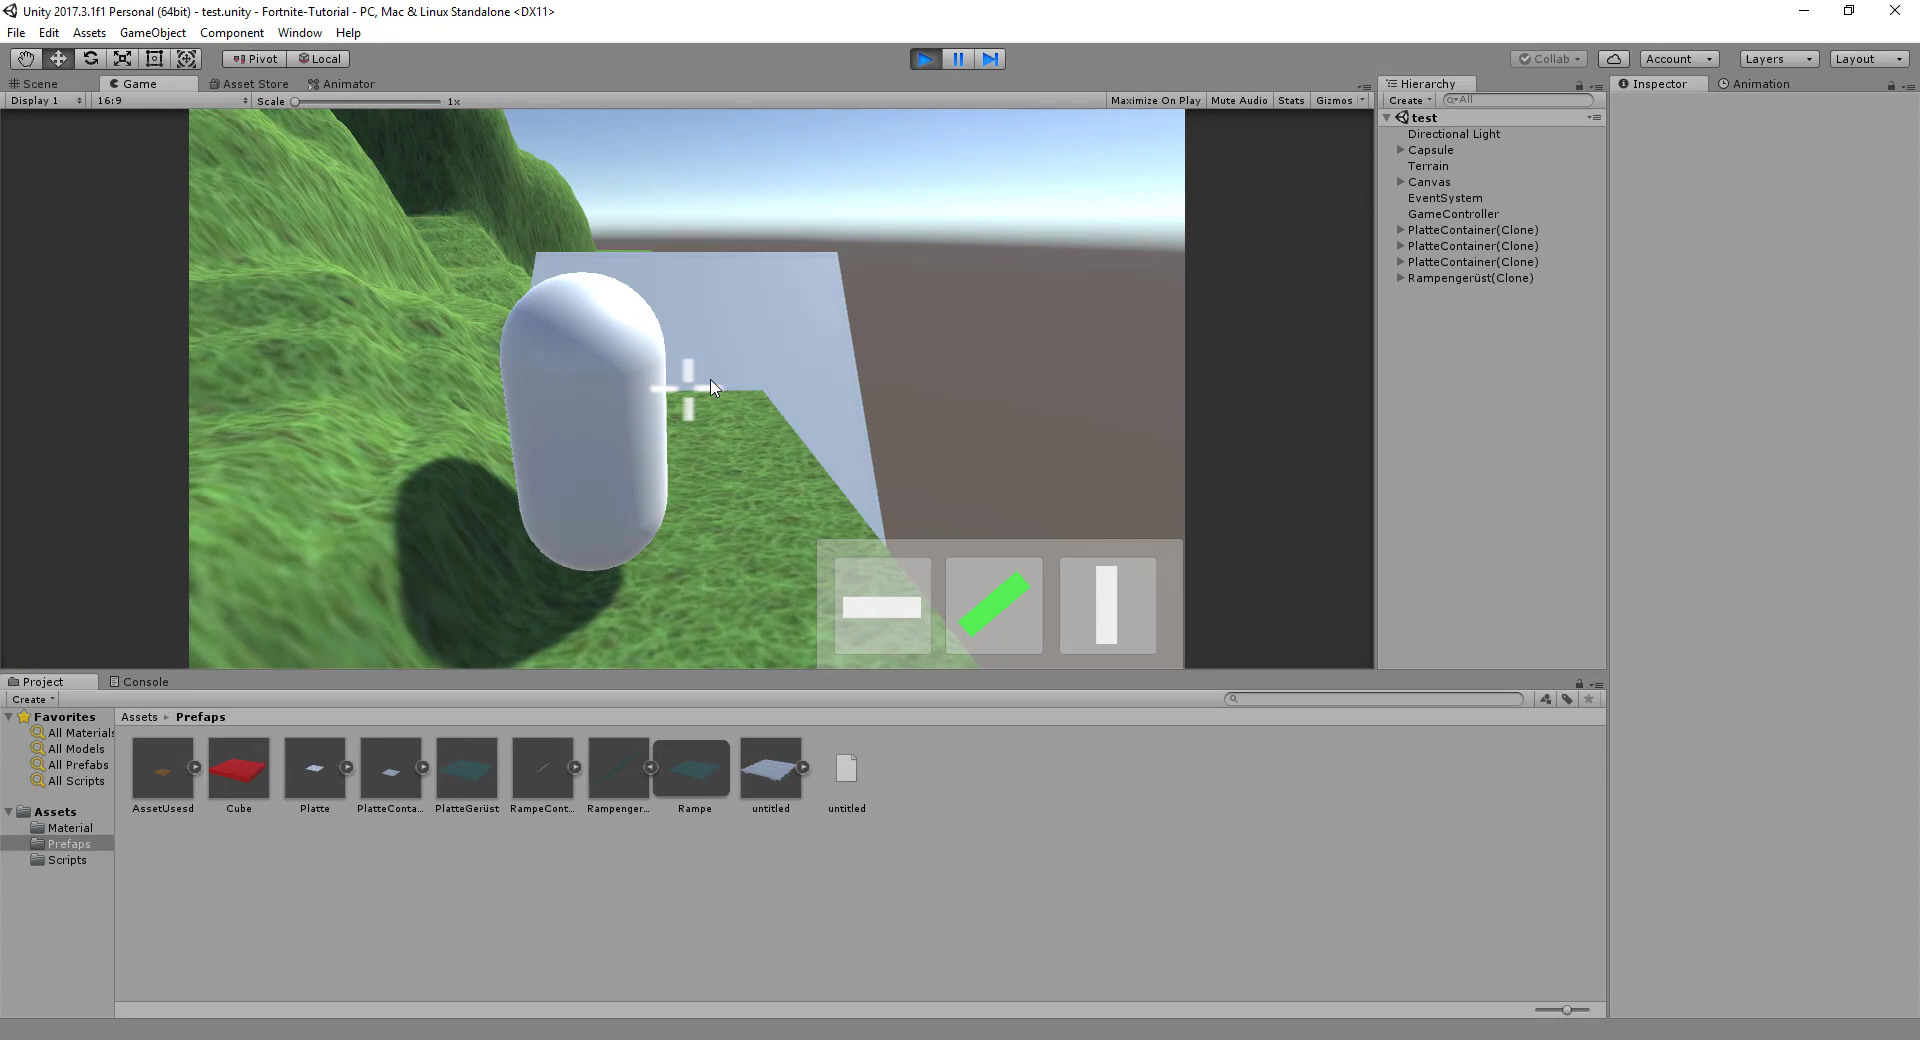 Unity 2017.3.1f1 Personal (64bit) - test.unity - Fortnite-Tutorial - PC, Mac & Linux Standalone <DX11>
File Edit Assets GameObject Component Window Help
Pivot Local Collab Account Layers Layout
Scene Game Asset Store Animator Hierarchy Inspector Animation
Display 1 16:9 Scale 1x Maximize On Play Mute Audio Stats Gizmos Create All
test
Directional Light
Capsule
Terrain
Canvas
EventSystem
GameController
PlatteContainer(Clone)
PlatteContainer(Clone)
PlatteContainer(Clone)
Rampengerüst(Clone)
Project Console
Create
Favorites
All Materials
All Models
All Prefabs
All Scripts
Assets
Material
Prefaps
Scripts
Assets Prefaps
AssetUsesd Cube Platte PlatteConta... PlatteGerüst RampeCont... Rampenger... Rampe untitled untitled